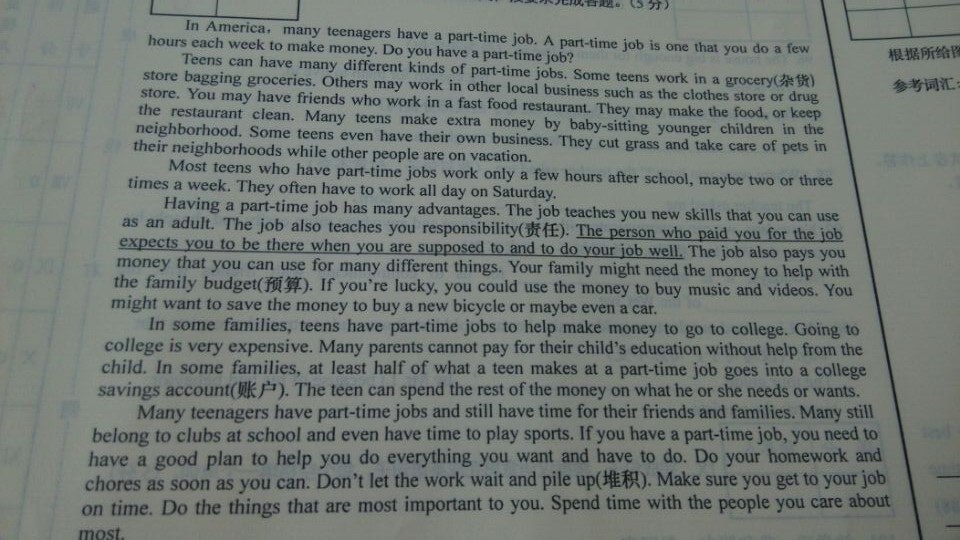 (5分)
In America, many teenagers have a part-time job. A part-time job is one that you do a few
hours each week to make money. Do you have a part-time job?
Teens can have many different kinds of part-time jobs. Some teens work in a grocery(杂货)
store bagging groceries. Others may work in other local business such as the clothes store or drug
store. You may have friends who work in a fast food restaurant. They may make the food, or keep
the restaurant clean. Many teens make extra money by baby-sitting younger children in the
neighborhood. Some teens even have their own business. They cut grass and take care of pets in
their neighborhoods while other people are on vacation.
Most teens who have part-time jobs work only a few hours after school, maybe two or three
times a week. They often have to work all day on Saturday.
Having a part-time job has many advantages. The job teaches you new skills that you can use
as an adult. The job also teaches you responsibility(责任). The person who paid you for the job
expects you to be there when you are supposed to and to do your job well. The job also pays you
money that you can use for many different things. Your family might need the money to help with
the family budget(预算). If you're lucky, you could use the money to buy music and videos. You
might want to save the money to buy a new bicycle or maybe even a car.
In some families, teens have part-time jobs to help make money to go to college. Going to
college is very expensive. Many parents cannot pay for their child's education without help from the
child. In some families, at least half of what a teen makes at a part-time job goes into a college
savings account(账户). The teen can spend the rest of the money on what he or she needs or wants.
Many teenagers have part-time jobs and still have time for their friends and families. Many still
belong to clubs at school and even have time to play sports. If you have a part-time job, you need to
have a good plan to help you do everything you want and have to do. Do your homework and
chores as soon as you can. Don't let the work wait and pile up(堆积). Make sure you get to your job
on time. Do the things that are most important to you. Spend time with the people you care about
most.
根据所给图
参考词汇: